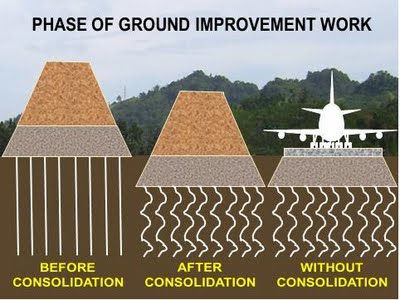 PHASE OF GROUND IMPROVEMENT WORK
BEFORE
CONSOLIDATION
AFTER
CONSOLIDATION
WITHOUT
CONSOLIDATION